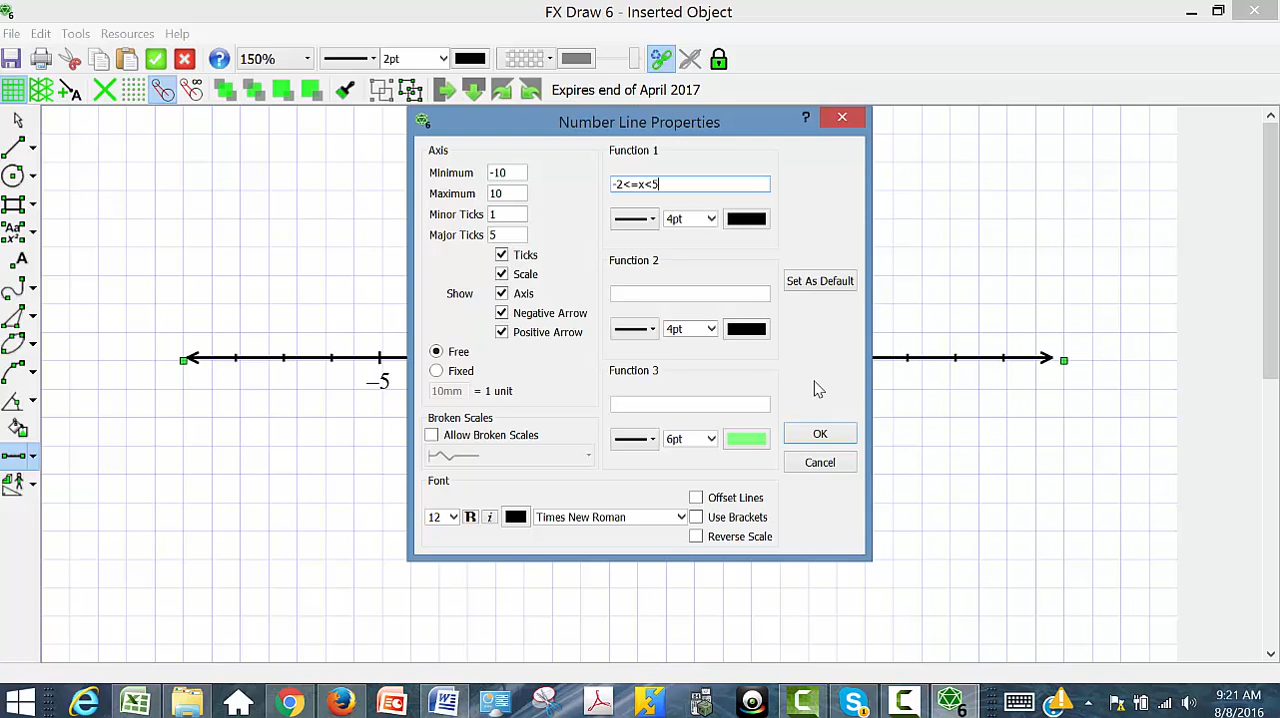 6
FX Draw 6 - Inserted Object
File Edit Tools Resources Help
150% 2pt
Expires end of April 2017
6 Number Line Properties ?
Axis
Minimum -10
Maximum 10
Minor Ticks 1
Major Ticks 5
Ticks
Scale
Show Axis
Negative Arrow
Positive Arrow
Free
Fixed
10mm = 1 unit
Broken Scales
Allow Broken Scales
Font
12 B i Times New Roman
Function 1
-2<=x<5
4pt
Function 2
4pt
Function 3
6pt
Offset Lines
Use Brackets
Reverse Scale
Set As Default
OK
Cancel
–5
Aa
x²
A
9:21 AM
8/8/2016